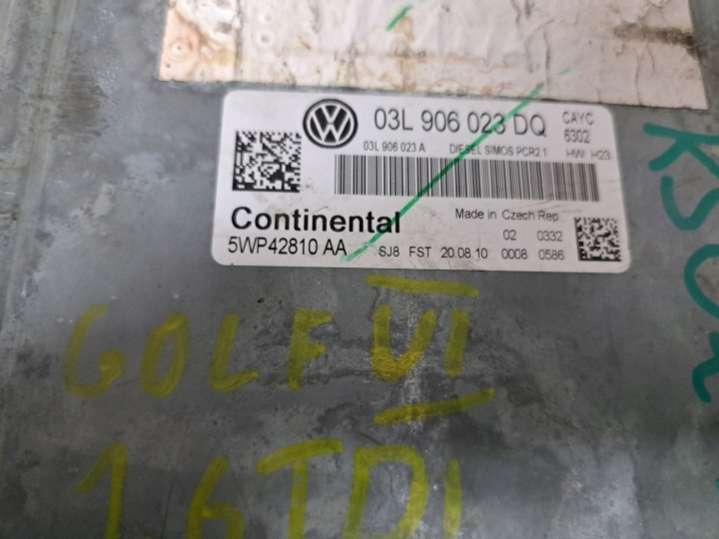 03L 906 023 DQ CAYC
6302
03L 906 023 A DIESEL SIMOS PCR2.1 HW: H23
Continental
Made in Czech Rep
5WP42810 AA
02 0332
SJ8 FST 20.08.10 0008 0586
GOLF VI
1.6 TDI